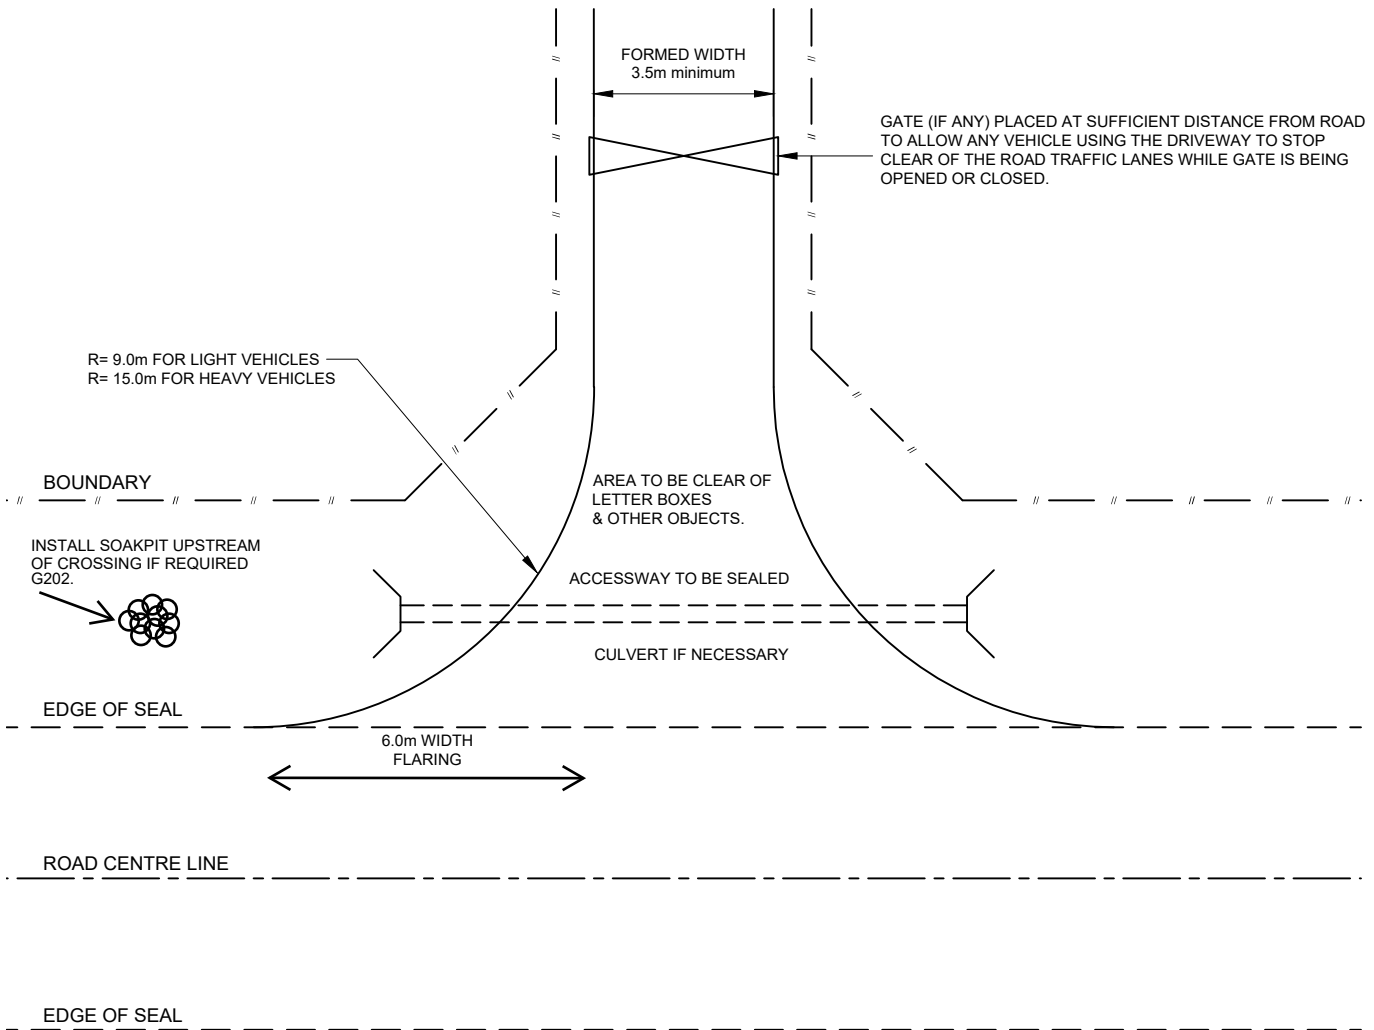 FORMED WIDTH
3.5m minimum
GATE (IF ANY) PLACED AT SUFFICIENT DISTANCE FROM ROAD
TO ALLOW ANY VEHICLE USING THE DRIVEWAY TO STOP
CLEAR OF THE ROAD TRAFFIC LANES WHILE GATE IS BEING
OPENED OR CLOSED.
R= 9.0m FOR LIGHT VEHICLES
R= 15.0m FOR HEAVY VEHICLES
BOUNDARY
AREA TO BE CLEAR OF
LETTER BOXES
& OTHER OBJECTS.
INSTALL SOAKPIT UPSTREAM
OF CROSSING IF REQUIRED
G202.
ACCESSWAY TO BE SEALED
CULVERT IF NECESSARY
EDGE OF SEAL
6.0m WIDTH
FLARING
ROAD CENTRE LINE
EDGE OF SEAL